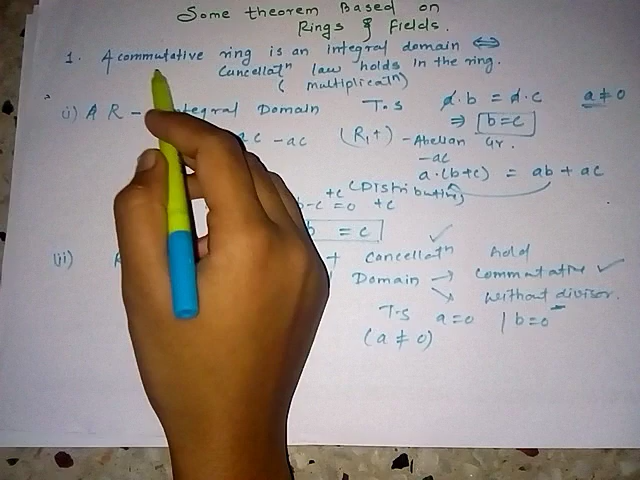 Some theorem Based on
Rings & Fields.
1. A commutative ring is an integral domain ⇔
Cancellatⁿ law holds in the ring.
( multiplicatⁿ)
(i) A R - Integral Domain T.S a.b = a.c a ≠ 0
⇒ b = c
ac - ac (R,+) - Abelian Gr.
-ac
a.(b+c) = ab + ac
(Distributive)
+c
b-c = 0 +c
b = c
(ii) + Cancellatⁿ hold
Domain → Commutative ✓
↘ without divisor.
T.S a=0 | b=0
(a ≠ 0)